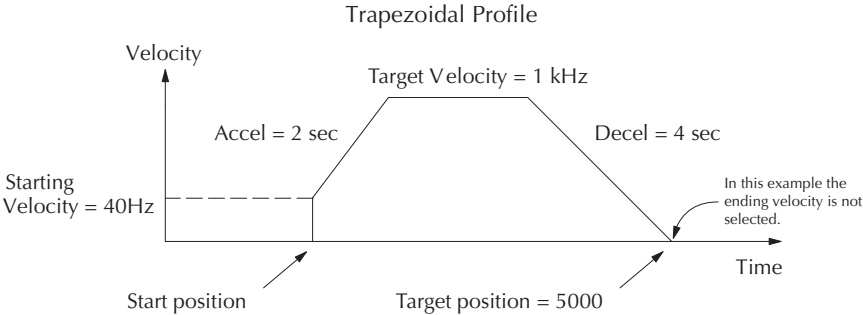 Trapezoidal Profile
Velocity
Target Velocity = 1 kHz
Accel = 2 sec
Decel = 4 sec
Starting
Velocity = 40Hz
In this example the
ending velocity is not
selected.
Time
Start position
Target position = 5000